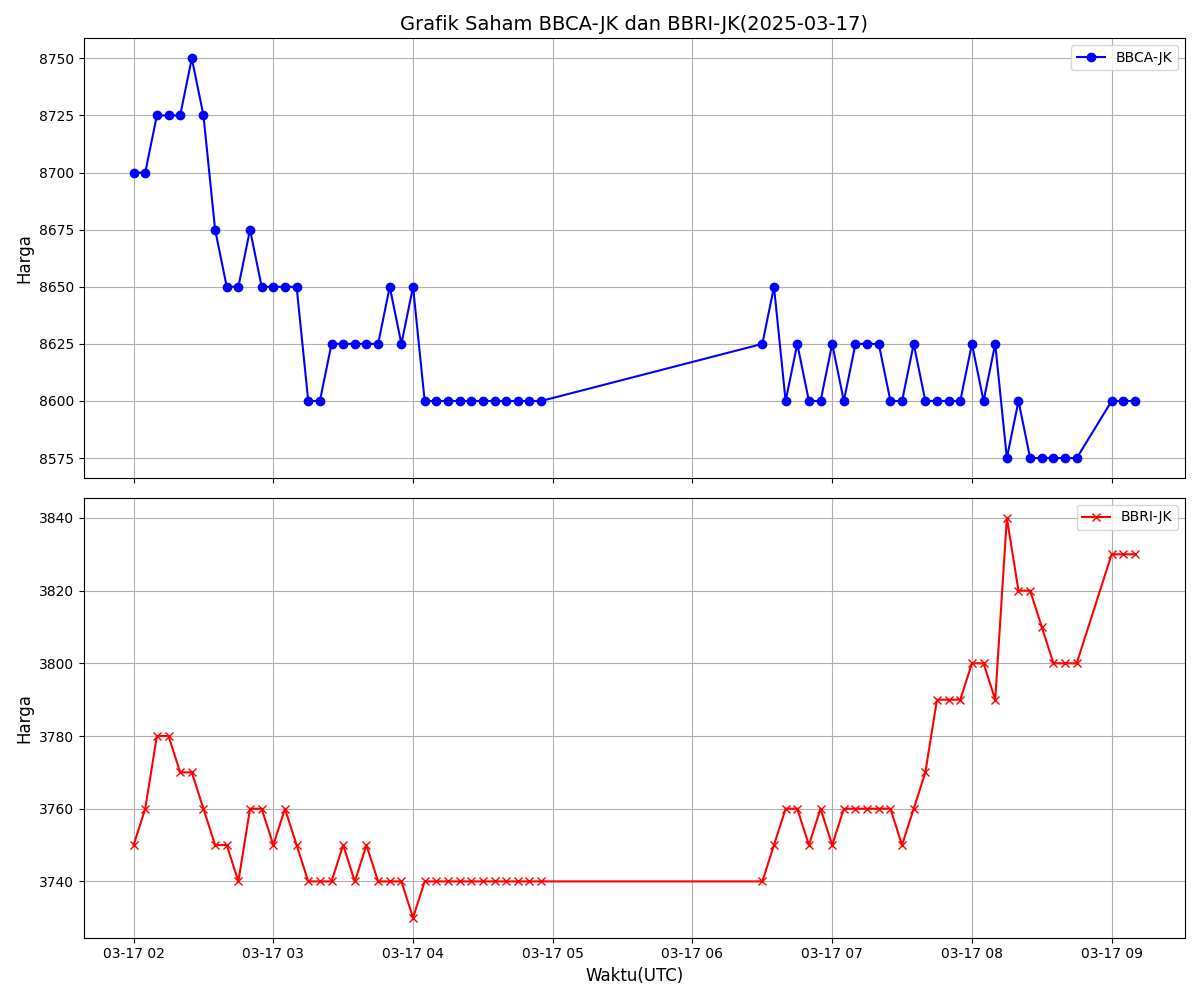 Grafik Saham BBCA-JK dan BBRI-JK(2025-03-17)
BBCA-JK
8750
8725
8700
8675
8650
8625
8600
8575
Harga
BBRI-JK
3840
3820
3800
3780
3760
3740
Harga
03-17 02 03-17 03 03-17 04 03-17 05 03-17 06 03-17 07 03-17 08 03-17 09
Waktu(UTC)